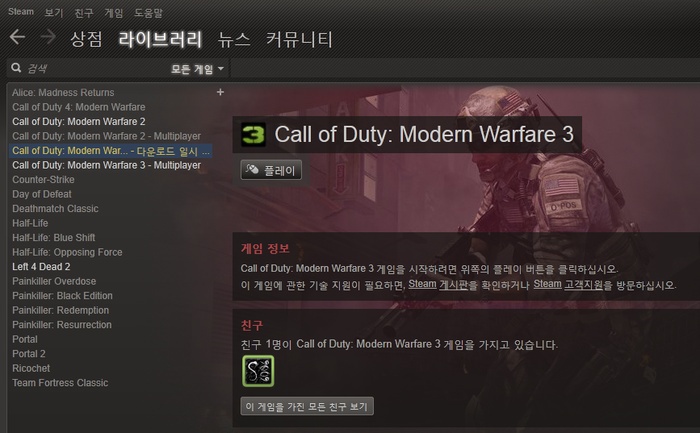 Steam 보기 친구 게임 도움말
상점 라이브러리 뉴스 커뮤니티
검색 모든 게임
Alice: Madness Returns
Call of Duty 4: Modern Warfare
Call of Duty: Modern Warfare 2
Call of Duty: Modern Warfare 2 - Multiplayer
Call of Duty: Modern War... - 다운로드 일시 ...
Call of Duty: Modern Warfare 3 - Multiplayer
Counter-Strike
Day of Defeat
Deathmatch Classic
Half-Life
Half-Life: Blue Shift
Half-Life: Opposing Force
Left 4 Dead 2
Painkiller Overdose
Painkiller: Black Edition
Painkiller: Redemption
Painkiller: Resurrection
Portal
Portal 2
Ricochet
Team Fortress Classic
3 Call of Duty: Modern Warfare 3
플레이
게임 정보
Call of Duty: Modern Warfare 3 게임을 시작하려면 위쪽의 플레이 버튼을 클릭하십시오.
이 게임에 관한 기술 지원이 필요하면, Steam 게시판을 확인하거나 Steam 고객지원을 방문하십시오.
친구
친구 1명이 Call of Duty: Modern Warfare 3 게임을 가지고 있습니다.
이 게임을 가진 모든 친구 보기